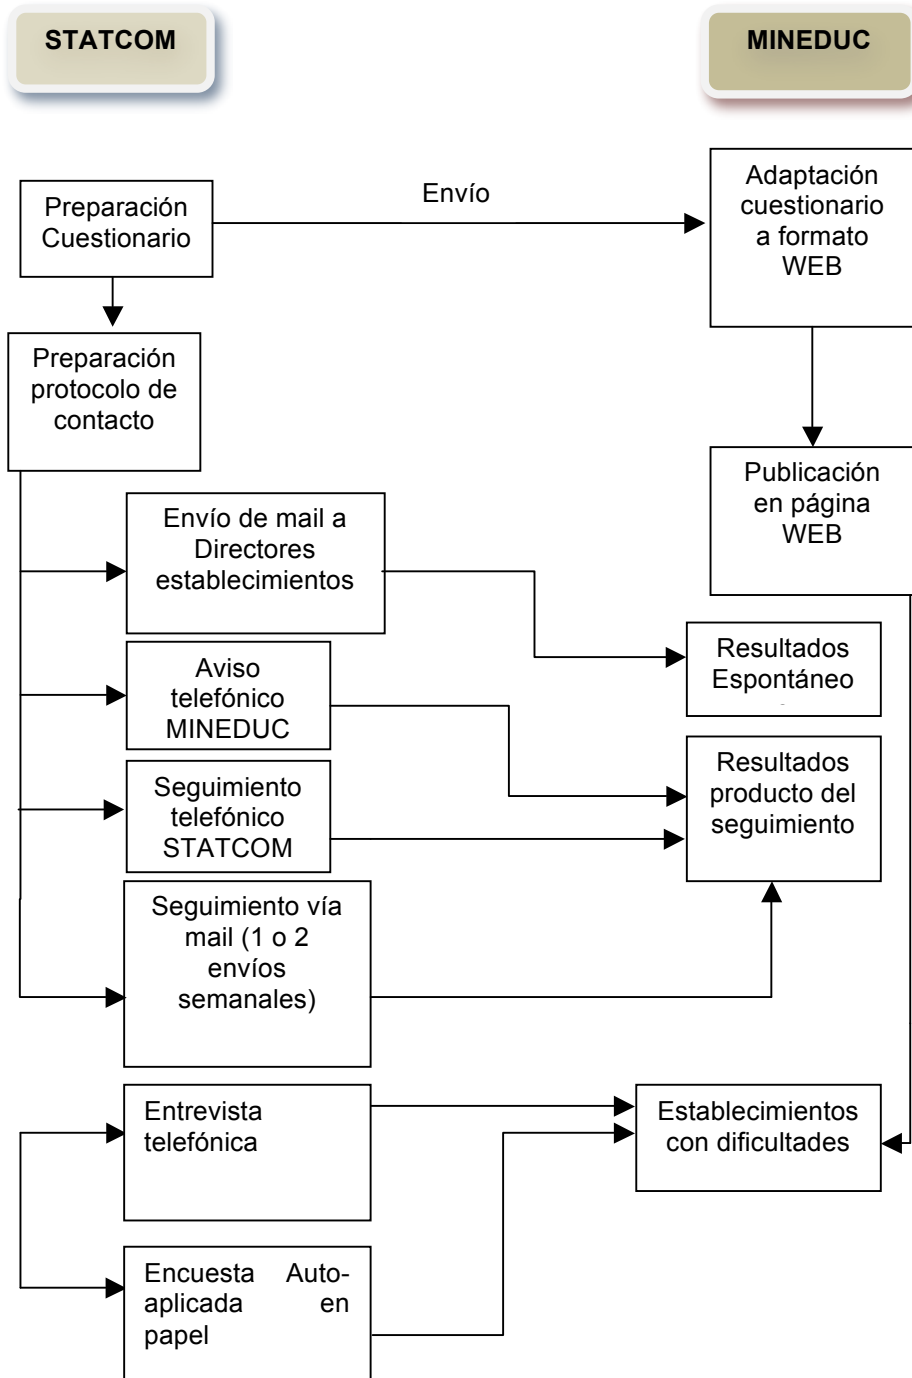 STATCOM
MINEDUC
Preparación
Cuestionario
Envío
Adaptación
cuestionario
a formato
WEB
Preparación
protocolo de
contacto
Publicación
en página
WEB
Envío de mail a
Directores
establecimientos
Resultados
Espontáneo
Aviso
telefónico
MINEDUC
Resultados
producto del
seguimiento
Seguimiento
telefónico
STATCOM
Seguimiento vía
mail (1 o 2
envíos
semanales)
Entrevista
telefónica
Establecimientos
con dificultades
Encuesta Auto-
aplicada en
papel